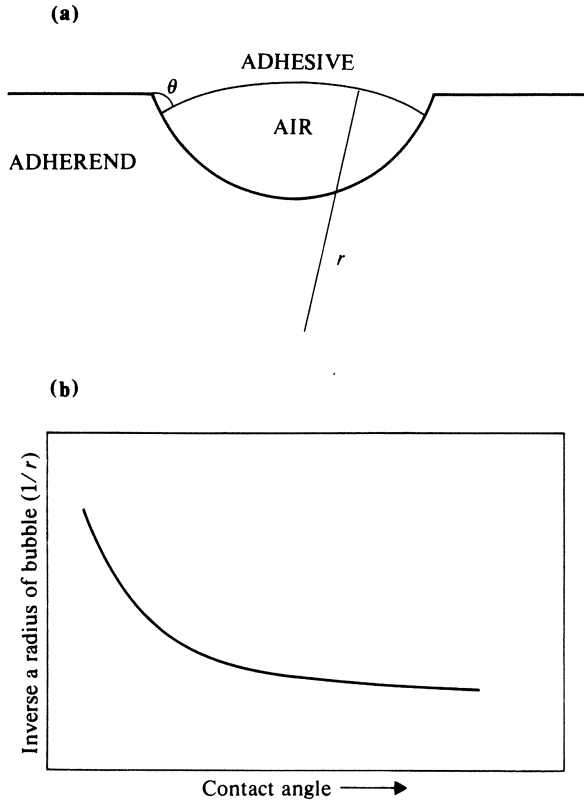 (a)
ADHESIVE
θ
AIR
ADHEREND
r
(b)
Inverse a radius of bubble (1/r)
Contact angle